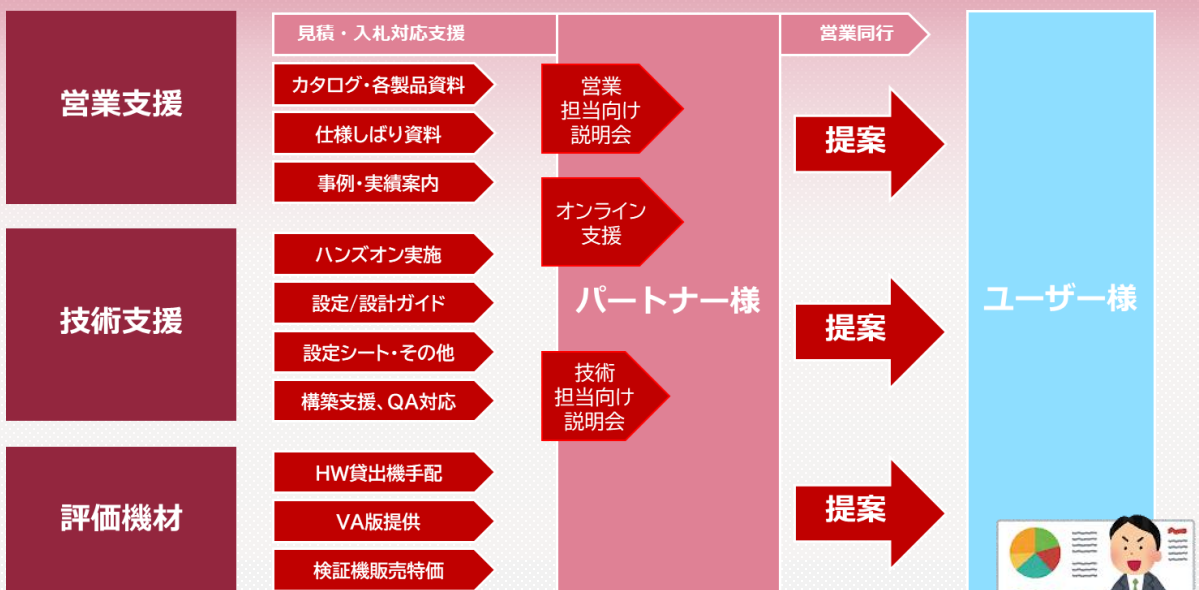 見積・入札対応支援
営業同行
営業支援
カタログ・各製品資料
仕様しばり資料
事例・実績案内
営業
担当向け
説明会
提案
オンライン
支援
技術支援
ハンズオン実施
設定/設計ガイド
設定シート・その他
構築支援、QA対応
パートナー様
技術
担当向け
説明会
提案
ユーザー様
評価機材
HW貸出機手配
VA版提供
検証機販売特価
提案